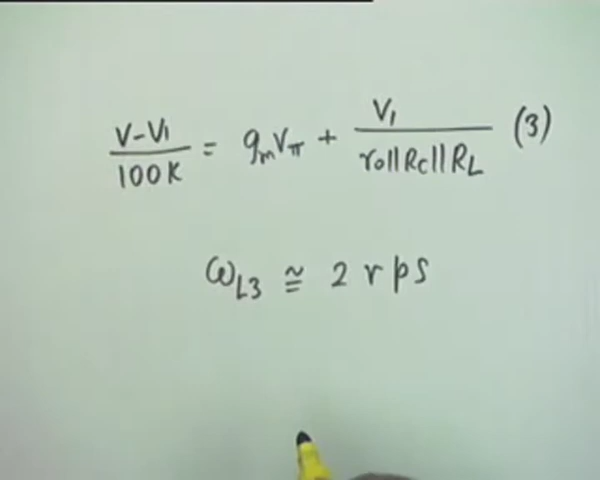 (V-V1)/(100K) = gmVπ + V1/(ro||Rc||RL) (3)
ωL3 ≅ 2 rps